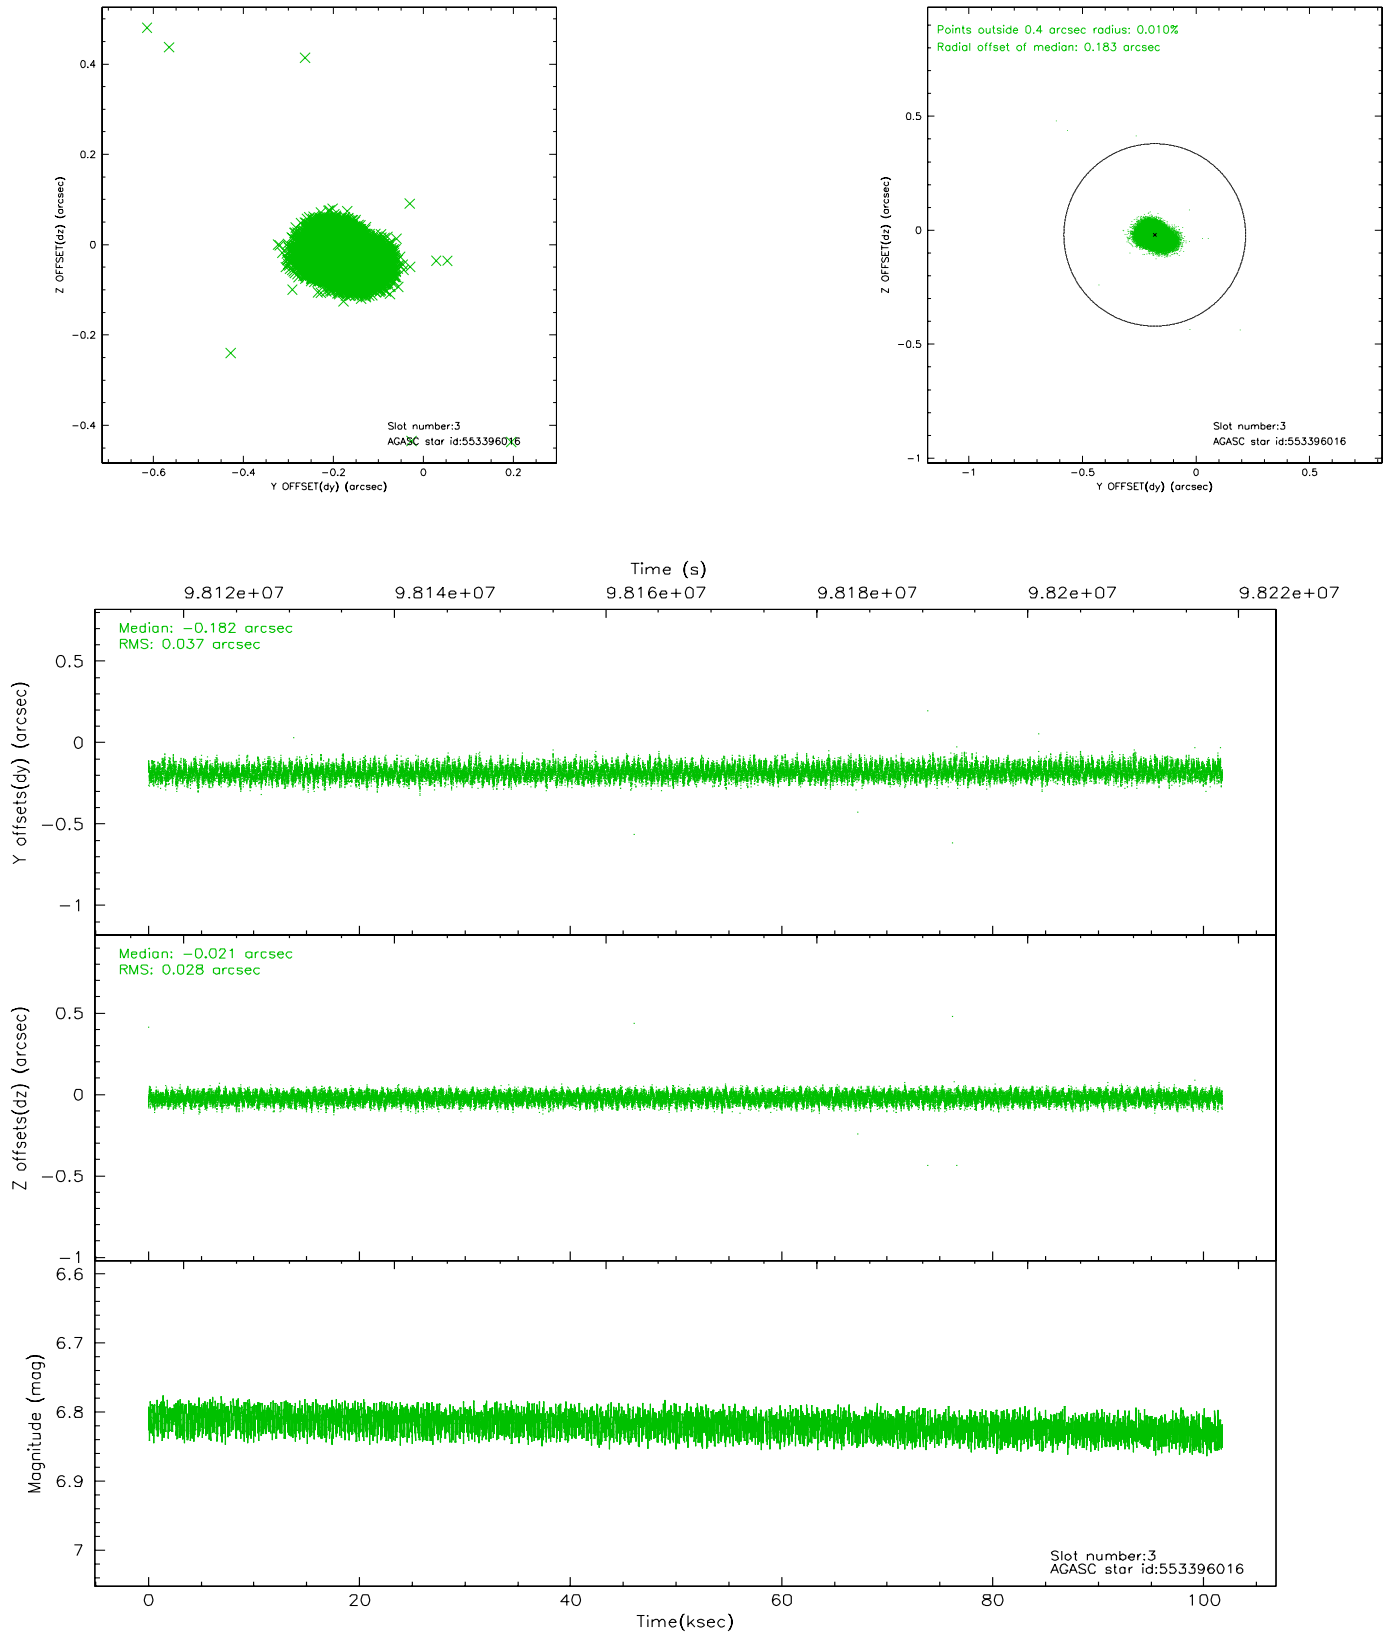 0.4
0.2
0
−0.2
−0.4
Z OFFSET(dz) (arcsec)
Slot number:3
AGASC star id:553396016
−0.6
−0.4
−0.2
0
0.2
Y OFFSET(dy) (arcsec)
Points outside 0.4 arcsec radius: 0.010%
Radial offset of median: 0.183 arcsec
0.5
0
−0.5
−1
Z OFFSET(dz) (arcsec)
Slot number:3
AGASC star id:553396016
−1
−0.5
0
0.5
Y OFFSET(dy) (arcsec)
Time (s)
9.812e+07
9.814e+07
9.816e+07
9.818e+07
9.82e+07
9.822e+07
Median: −0.182 arcsec
RMS: 0.037 arcsec
0.5
0
−0.5
−1
Y offsets(dy) (arcsec)
Median: −0.021 arcsec
RMS: 0.028 arcsec
0.5
0
−0.5
−1
Z offsets(dz) (arcsec)
6.6
6.7
6.8
6.9
7
Magnitude (mag)
Slot number:3
AGASC star id:553396016
0
20
40
60
80
100
Time(ksec)